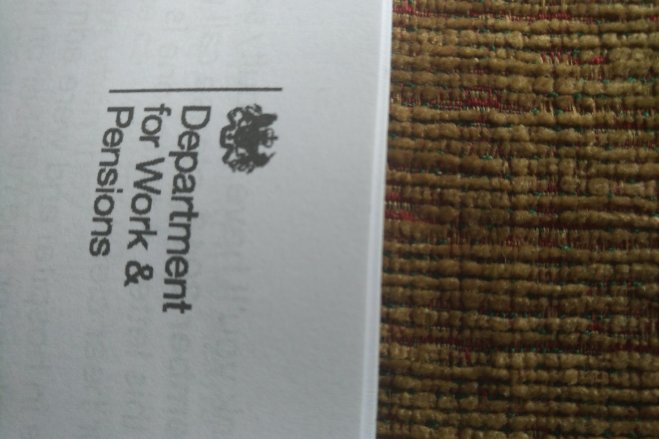 Department
for Work &
Pensions